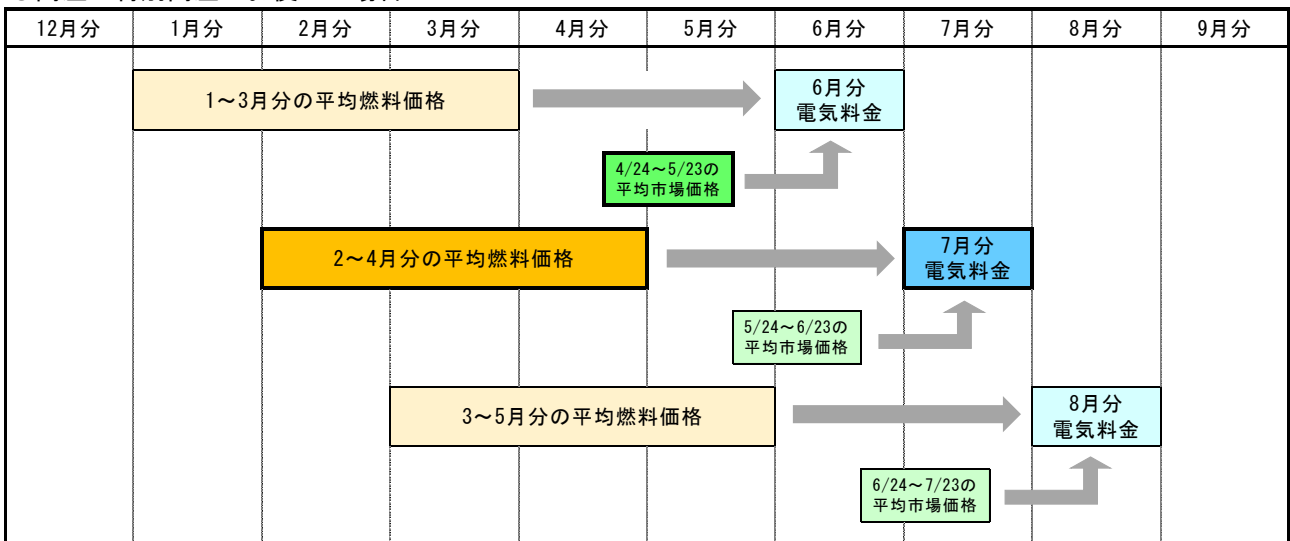 12月分 1月分 2月分 3月分 4月分 5月分 6月分 7月分 8月分 9月分
1～3月分の平均燃料価格
6月分
電気料金
4/24～5/23の
平均市場価格
2～4月分の平均燃料価格
7月分
電気料金
5/24～6/23の
平均市場価格
3～5月分の平均燃料価格
8月分
電気料金
6/24～7/23の
平均市場価格